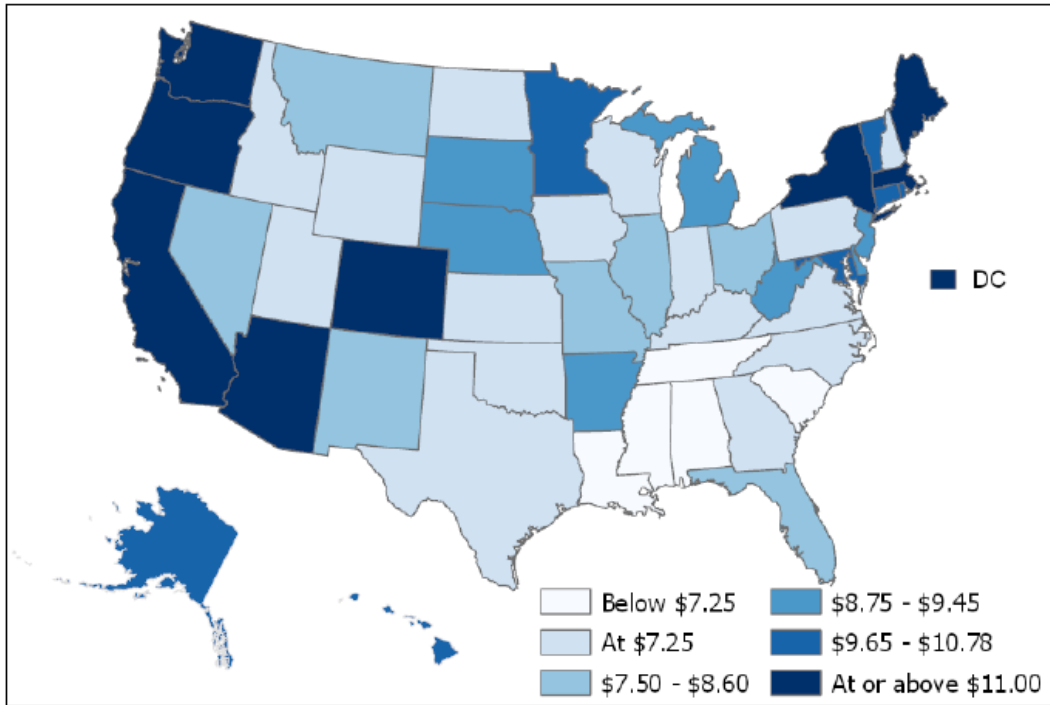 DC
Below $7.25
At $7.25
$7.50 - $8.60
$8.75 - $9.45
$9.65 - $10.78
At or above $11.00